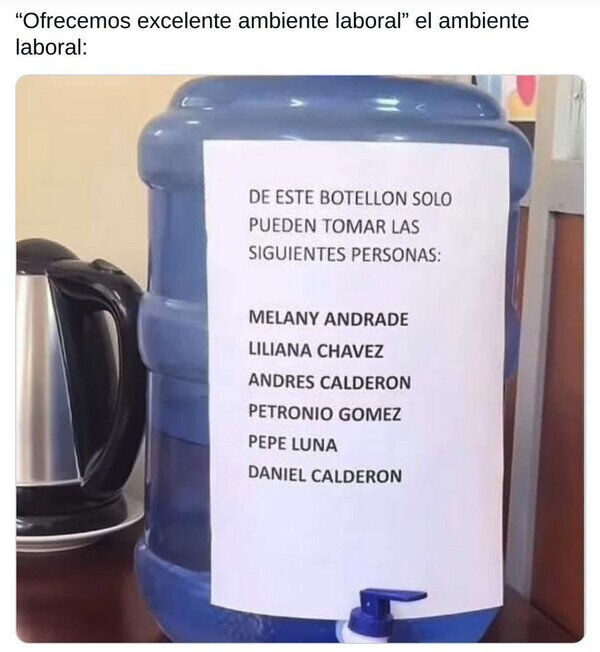 “Ofrecemos excelente ambiente laboral” el ambiente
laboral:
DE ESTE BOTELLON SOLO
PUEDEN TOMAR LAS
SIGUIENTES PERSONAS:
MELANY ANDRADE
LILIANA CHAVEZ
ANDRES CALDERON
PETRONIO GOMEZ
PEPE LUNA
DANIEL CALDERON